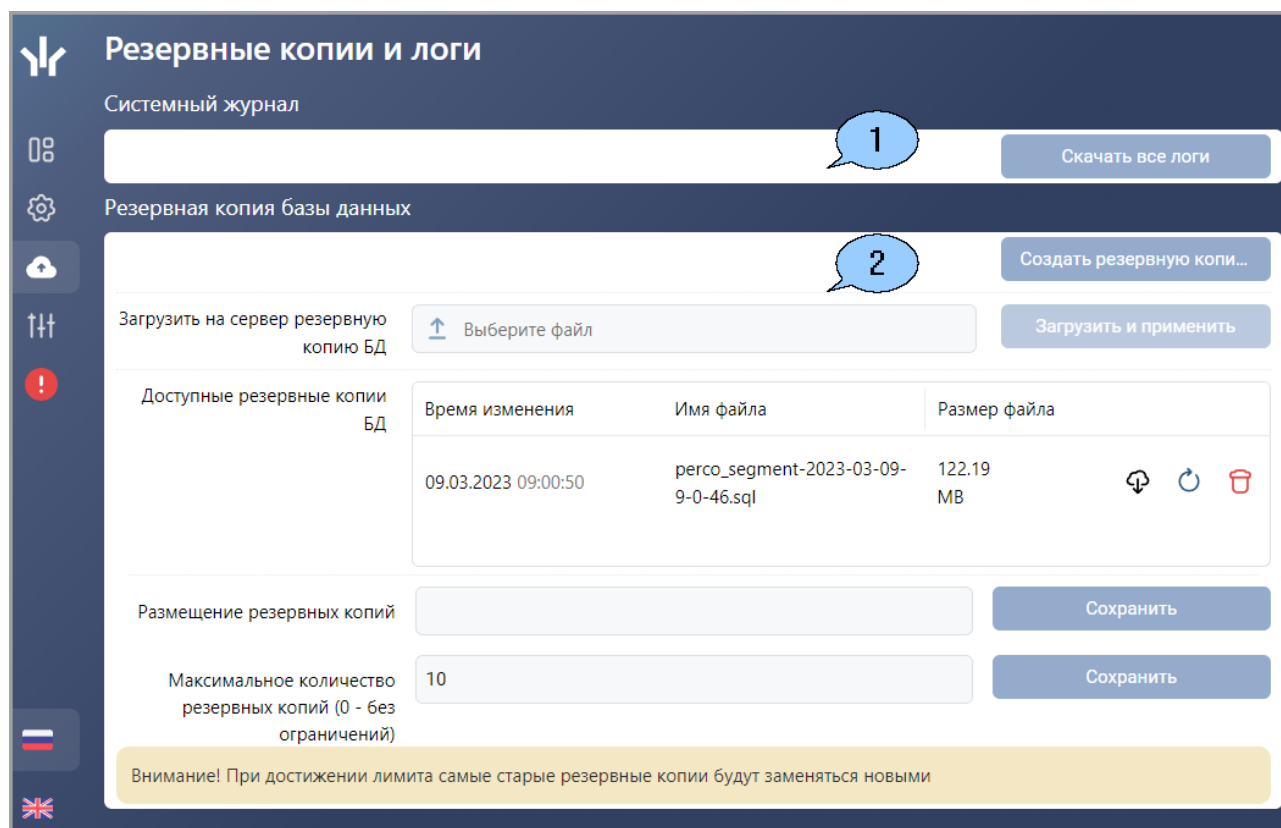 Резервные копии и логи
Системный журнал
1
Скачать все логи
Резервная копия базы данных
2
Создать резервную копи...
Загрузить на сервер резервную
копию БД
Выберите файл
Загрузить и применить
Доступные резервные копии
БД
Время изменения
Имя файла
Размер файла
09.03.2023 09:00:50
perco_segment-2023-03-09-
9-0-46.sql
122.19
MB
Размещение резервных копий
Сохранить
Максимальное количество
резервных копий (0 - без
ограничений)
10
Сохранить
Внимание! При достижении лимита самые старые резервные копии будут заменяться новыми